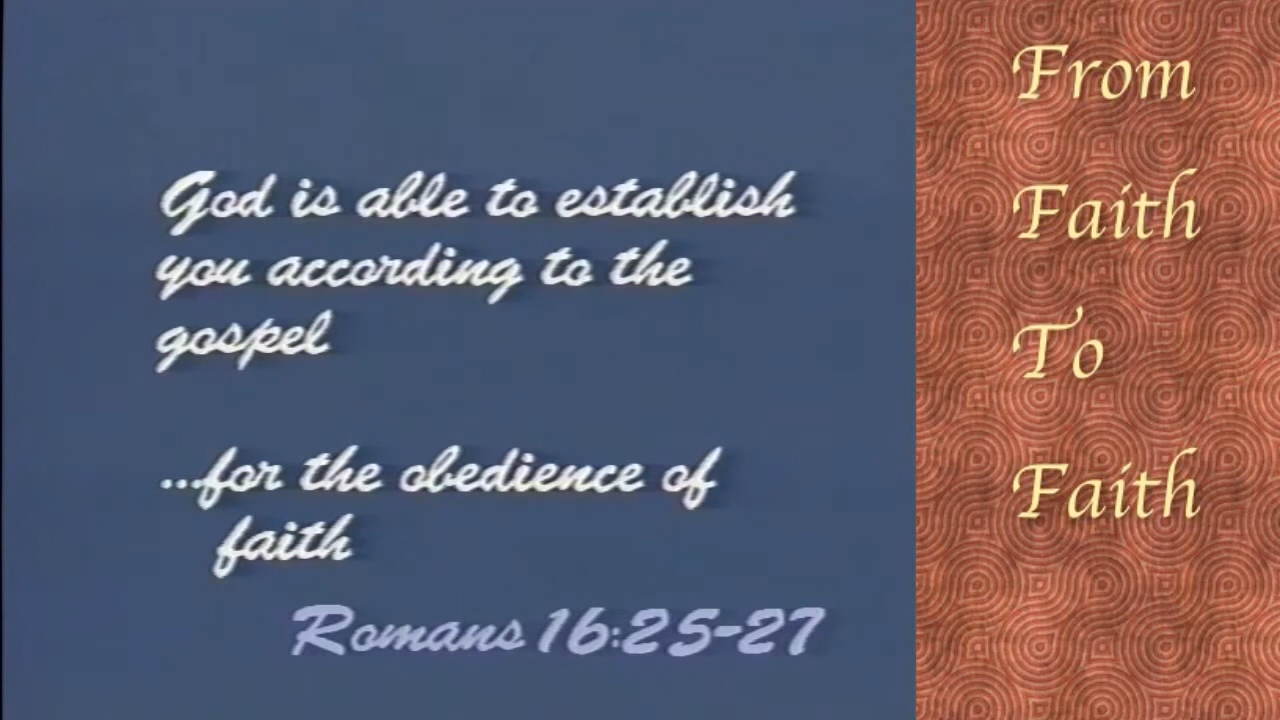 God is able to establish
you according to the
gospel
...for the obedience of
faith
Romans 16:25-27
From
Faith
To
Faith